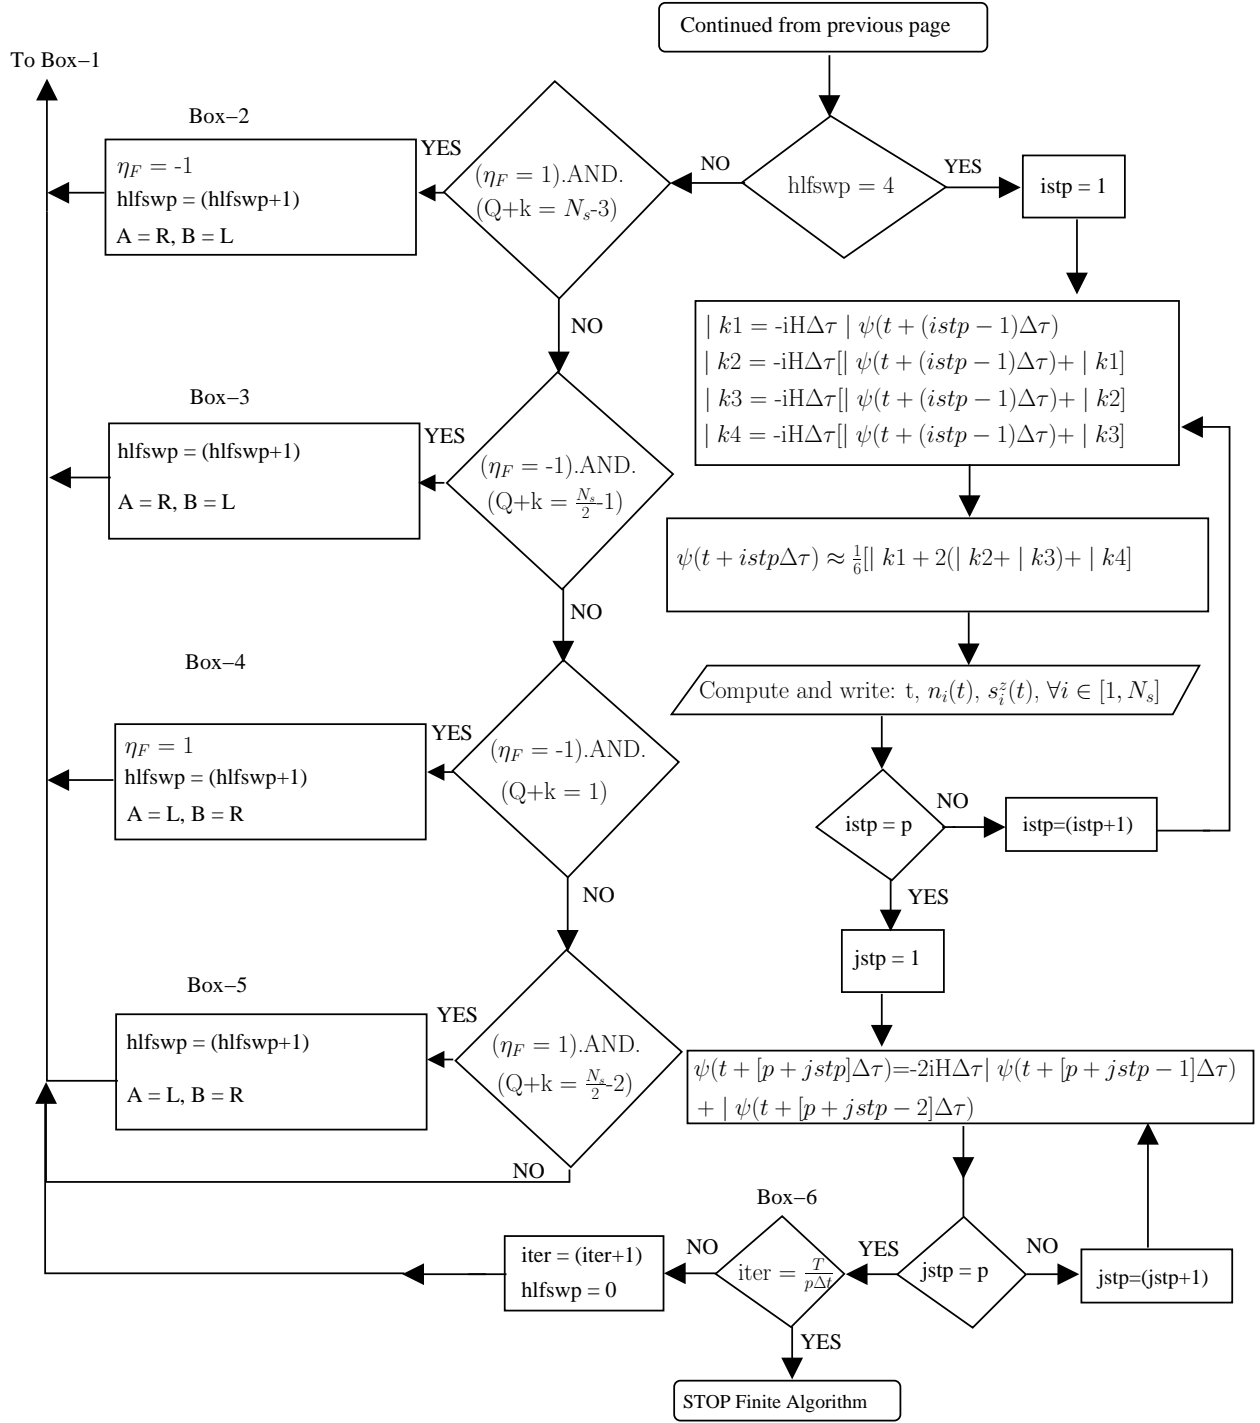 Continued from previous page
To Box−1
Box−2
η_F = -1
hlfswp = (hlfswp+1)
A = R, B = L
YES
(η_F = 1).AND.
(Q+k = N_s-3)
NO
hlfswp = 4
YES
istp = 1
NO
| k1 = -iHΔτ | ψ(t + (istp − 1)Δτ)
| k2 = -iHΔτ[| ψ(t + (istp − 1)Δτ)+ | k1]
| k3 = -iHΔτ[| ψ(t + (istp − 1)Δτ)+ | k2]
| k4 = -iHΔτ[| ψ(t + (istp − 1)Δτ)+ | k3]
Box−3
hlfswp = (hlfswp+1)
A = R, B = L
YES
(η_F = -1).AND.
(Q+k = N_s/2-1)
NO
ψ(t + istpΔτ) ≈ 1/6[| k1 + 2(| k2+ | k3)+ | k4]
Compute and write: t, n_i(t), s_i^z(t), ∀i ∈ [1, N_s]
Box−4
η_F = 1
hlfswp = (hlfswp+1)
A = L, B = R
YES
(η_F = -1).AND.
(Q+k = 1)
NO
istp = p
NO
istp=(istp+1)
YES
jstp = 1
Box−5
hlfswp = (hlfswp+1)
A = L, B = R
YES
(η_F = 1).AND.
(Q+k = N_s/2-2)
NO
ψ(t + [p + jstp]Δτ)=-2iHΔτ| ψ(t + [p + jstp − 1]Δτ)
+ | ψ(t + [p + jstp − 2]Δτ)
Box−6
iter = (iter+1)
hlfswp = 0
NO
iter = T/pΔt
YES
jstp = p
NO
jstp=(jstp+1)
YES
STOP Finite Algorithm